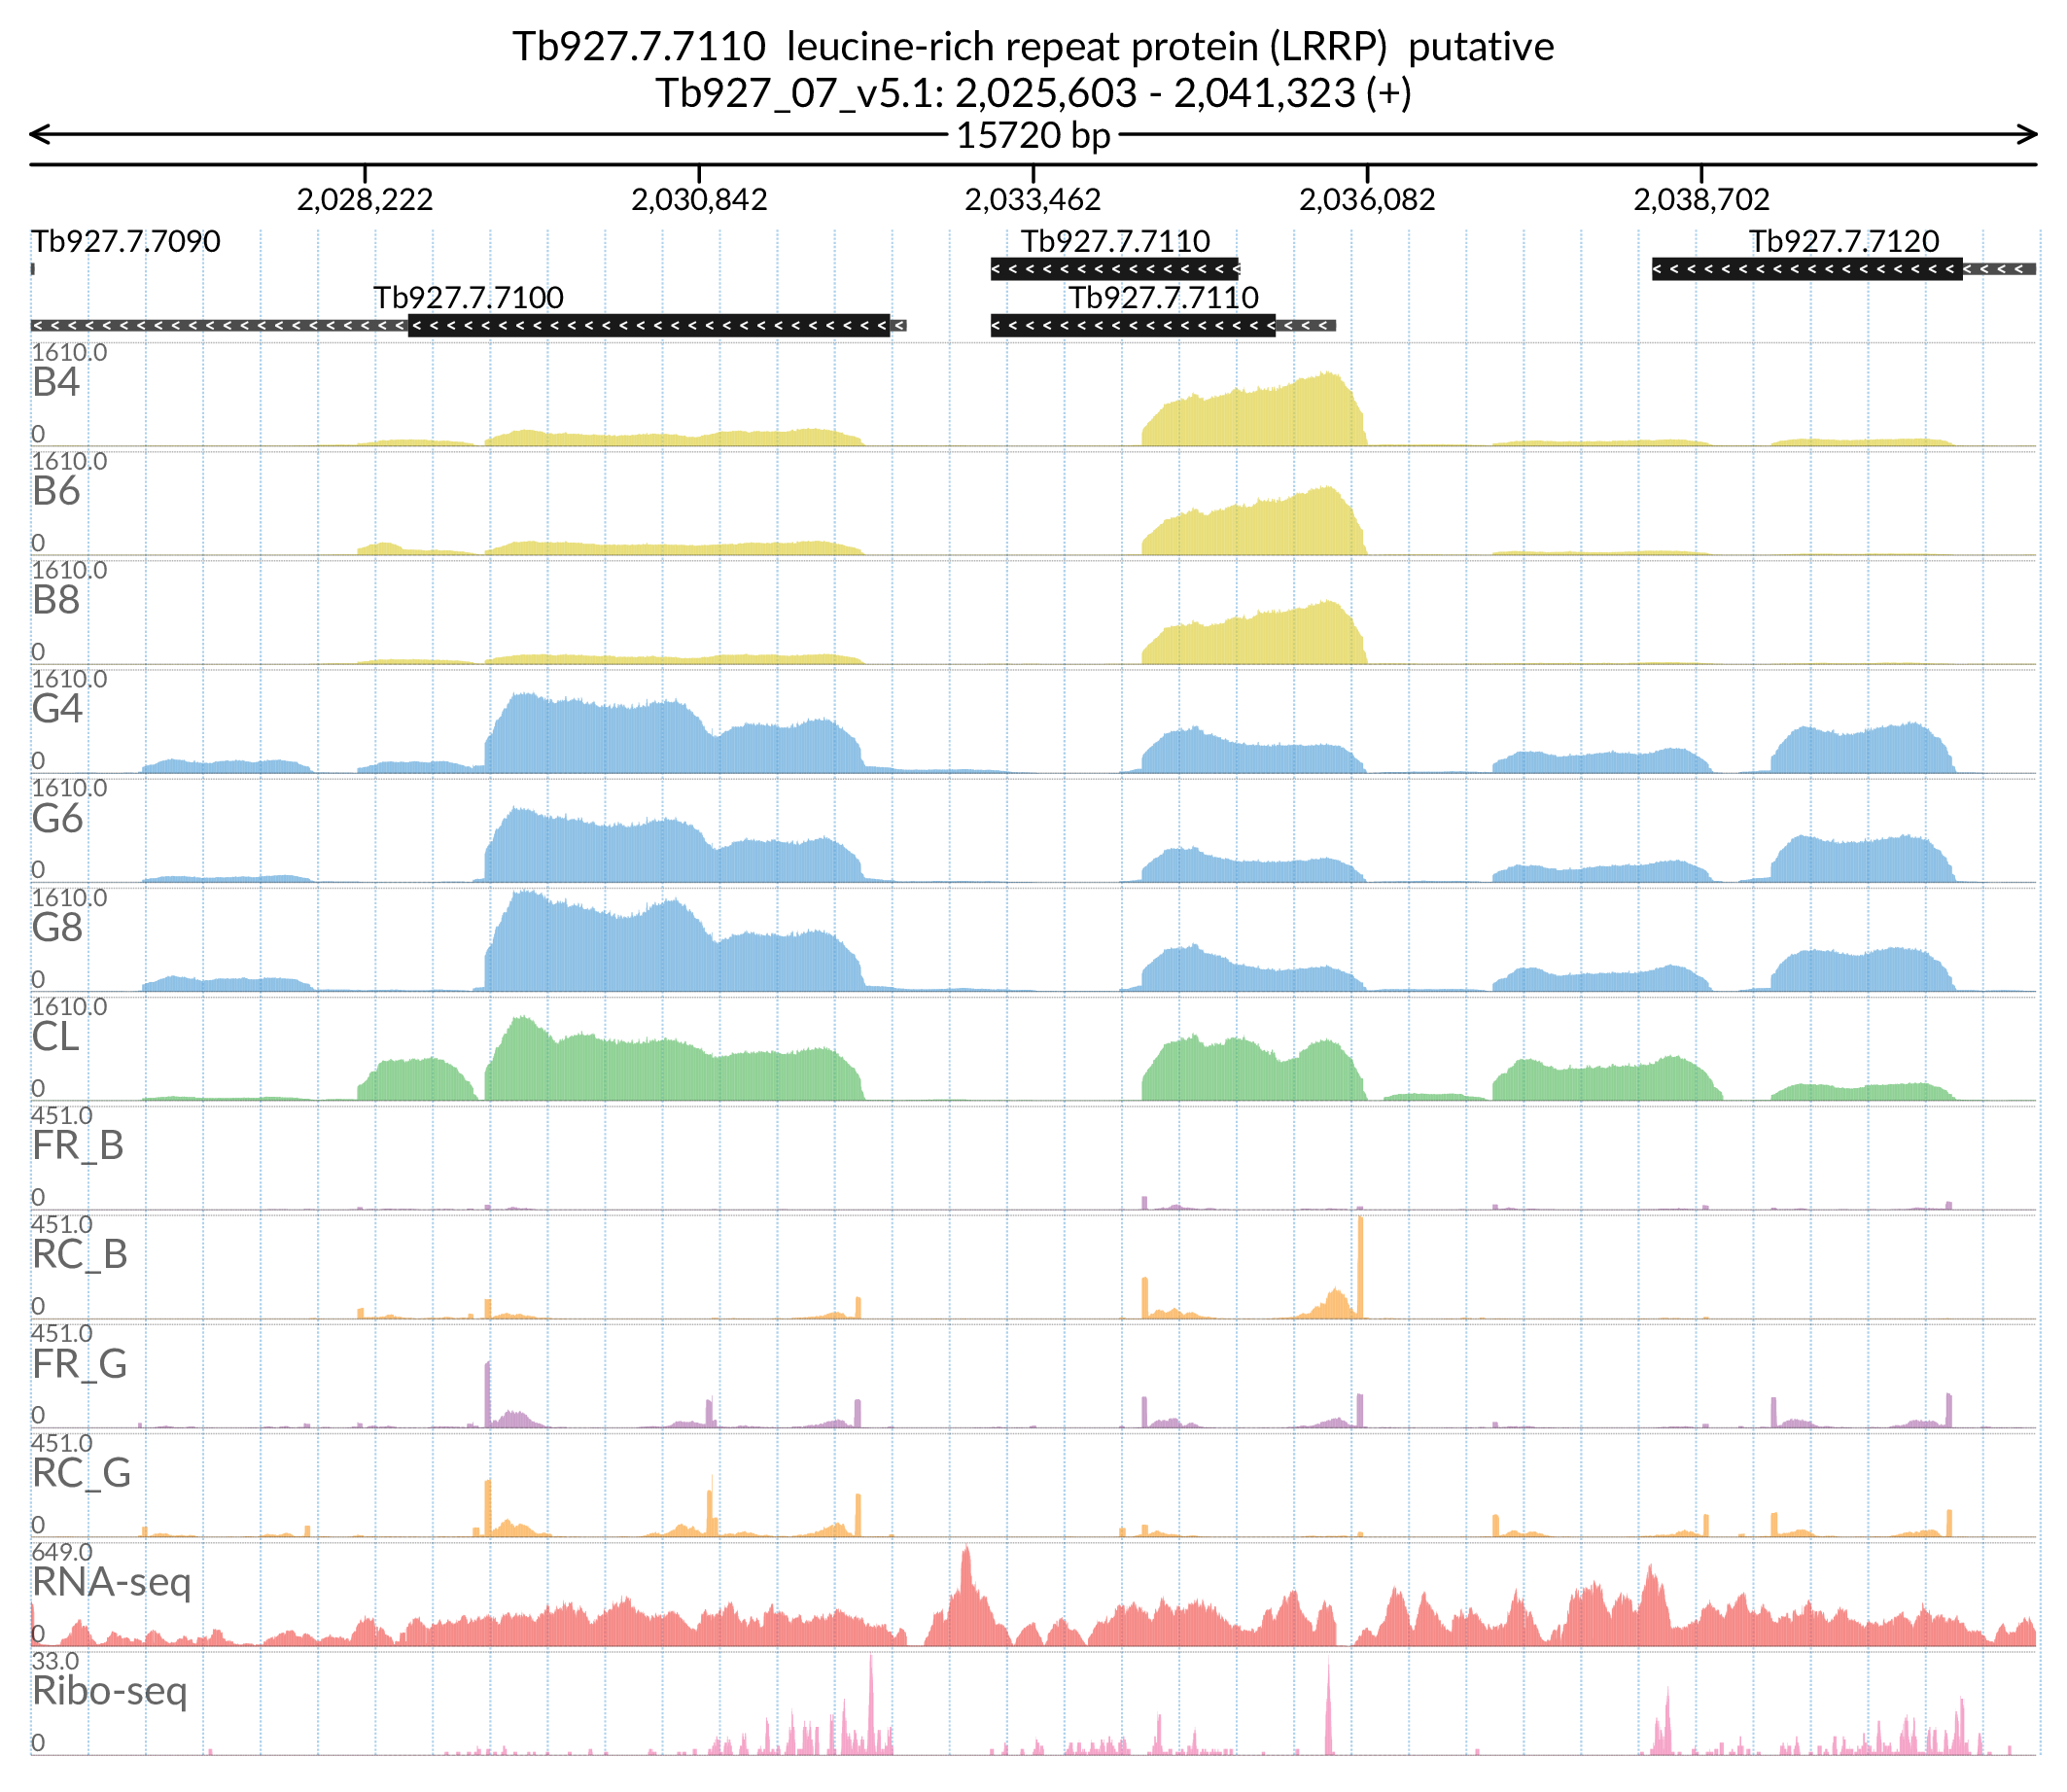 Tb927.7.7110  leucine-rich repeat protein (LRRP)  putative
Tb927_07_v5.1: 2,025,603 - 2,041,323 (+)
15720 bp
2,028,222 2,030,842 2,033,462 2,036,082 2,038,702
Tb927.7.7090 Tb927.7.7110 Tb927.7.7120
Tb927.7.7100 Tb927.7.7110
1610.0
B4
0
1610.0
B6
0
1610.0
B8
0
1610.0
G4
0
1610.0
G6
0
1610.0
G8
0
1610.0
CL
0
451.0
FR_B
0
451.0
RC_B
0
451.0
FR_G
0
451.0
RC_G
0
649.0
RNA-seq
0
33.0
Ribo-seq
0